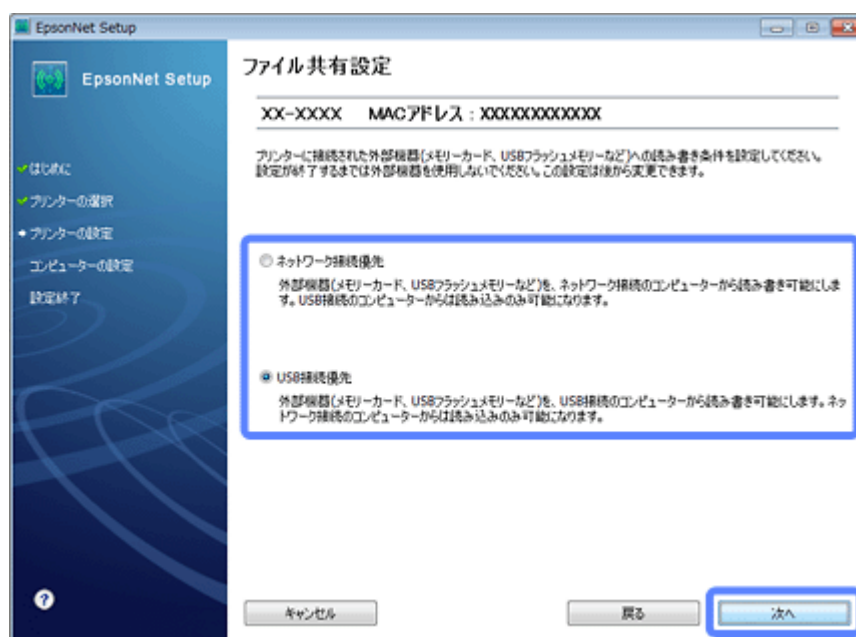 EpsonNet Setup
EpsonNet Setup
はじめに
プリンターの選択
プリンターの設定
コンピューターの設定
設定終了
ファイル共有設定
XX-XXXX MACアドレス : XXXXXXXXXXXX
プリンターに接続された外部機器(メモリーカード、USBフラッシュメモリーなど)への読み書き条件を設定してください。
設定が終了するまでは外部機器を使用しないでください。この設定は後から変更できます。
ネットワーク接続優先
外部機器(メモリーカード、USBフラッシュメモリーなど)を、ネットワーク接続のコンピューターから読み書き可能にしま
す。USB接続のコンピューターからは読み込みのみ可能になります。
USB接続優先
外部機器(メモリーカード、USBフラッシュメモリーなど)を、USB接続のコンピューターから読み書き可能にします。ネッ
トワーク接続のコンピューターからは読み込みのみ可能になります。
?
キャンセル
戻る
次へ